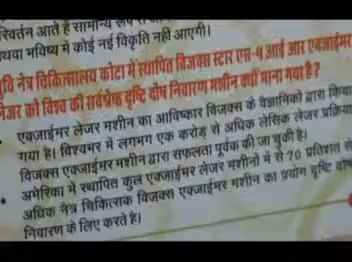 रिवर्तन आते है सामान्य रूप
थवा भविष्य में कोई नई विकृति नही आएगी।
वि नेत्र चिकित्सालय कोटा में स्थापित विजक्स स्टार एस-4 आई आर एक्जाईमर
लेजर को विश्व की सर्वश्रेष्ठ दृष्टि दोष निवारण मशीन क्यों माना गया है?
• एक्जाईमर लेजर मशीन का आविष्कार विजक्स के वैज्ञानिकों द्वारा किया
गया है। विश्वभर में लगभग एक करोड़ से अधिक लेसिक लेजर प्रक्रिया
विजक्स एक्जाईमर मशीन द्वारा सफलता पूर्वक की जा चुकी है।
• अमेरिका में स्थापित कुल एक्जाईमर लेजर मशीनों में से 70 प्रतिशत से
अधिक नेत्र चिकित्सक विजक्स एक्जाईमर मशीन का प्रयोग दृष्टि दोष
निवारण के लिए करते है।